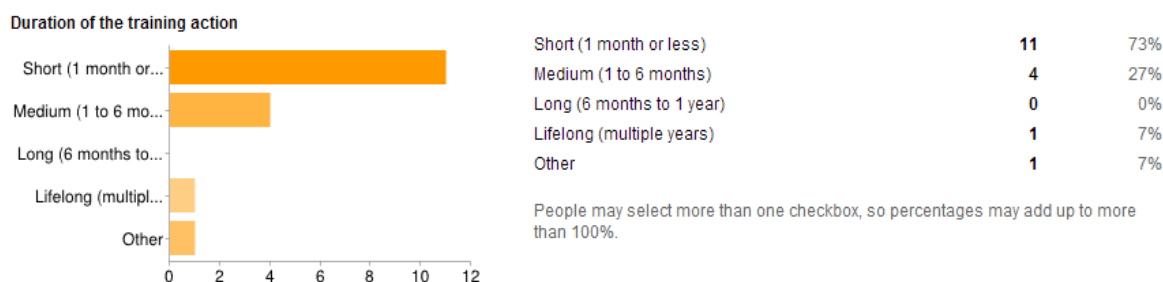 Duration of the training action
Short (1 month or...
Medium (1 to 6 mo...
Long (6 months to...
Lifelong (multipl...
Other
0 2 4 6 8 10 12
Short (1 month or less) 11 73%
Medium (1 to 6 months) 4 27%
Long (6 months to 1 year) 0 0%
Lifelong (multiple years) 1 7%
Other 1 7%
People may select more than one checkbox, so percentages may add up to more
than 100%.